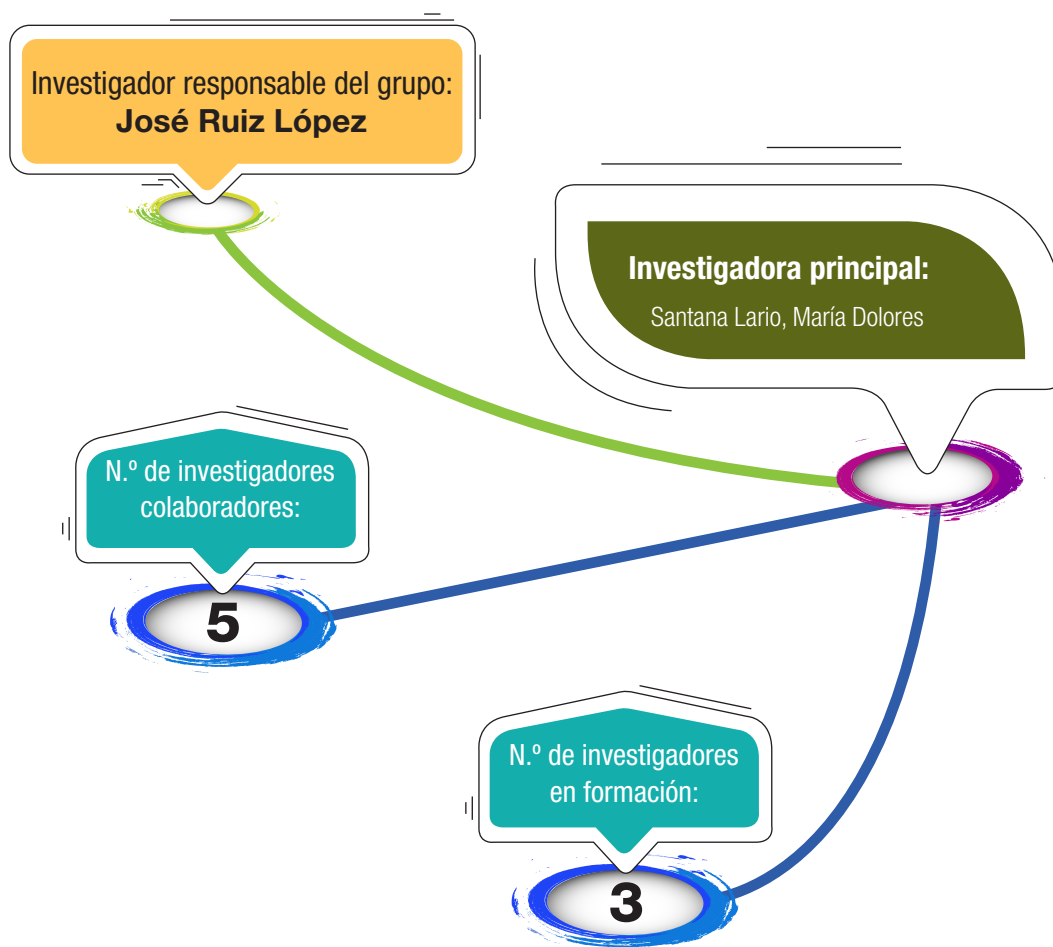 Investigador responsable del grupo:
José Ruiz López
Investigadora principal:
Santana Lario, María Dolores
N.º de investigadores
colaboradores:
5
N.º de investigadores
en formación:
3